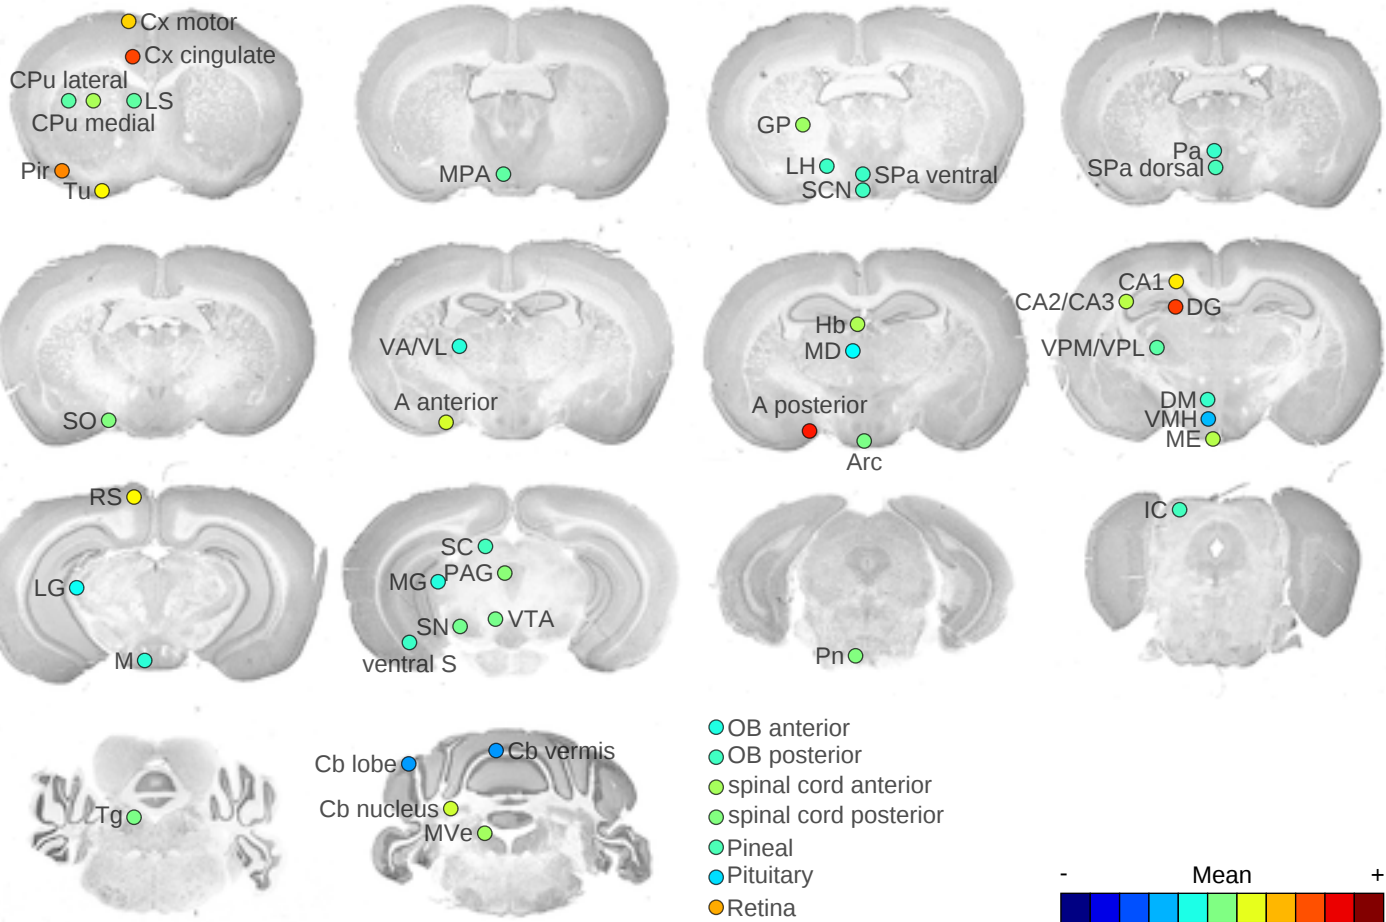 Cx motor
Cx cingulate
CPu lateral
LS
CPu medial
Pir
Tu
MPA
GP
LH
SPa ventral
SCN
Pa
SPa dorsal
SO
VA/VL
A anterior
Hb
MD
A posterior
Arc
CA1
CA2/CA3
DG
VPM/VPL
DM
VMH
ME
RS
LG
M
SC
MG
PAG
SN
VTA
ventral S
Pn
IC
Tg
Cb lobe
Cb vermis
Cb nucleus
MVe
OB anterior
OB posterior
spinal cord anterior
spinal cord posterior
Pineal
Pituitary
Retina
- Mean +